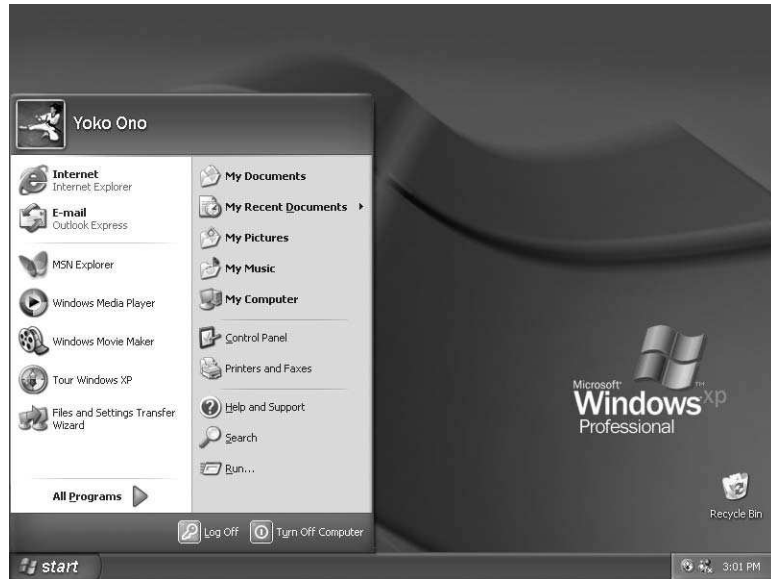 Yoko Ono
Internet
Internet Explorer
E-mail
Outlook Express
MSN Explorer
Windows Media Player
Windows Movie Maker
Tour Windows XP
Files and Settings Transfer
Wizard
All Programs
My Documents
My Recent Documents
My Pictures
My Music
My Computer
Control Panel
Printers and Faxes
Help and Support
Search
Run...
Log Off
Turn Off Computer
Microsoft
Windows xp
TM
Professional
Recycle Bin
start
3:01 PM